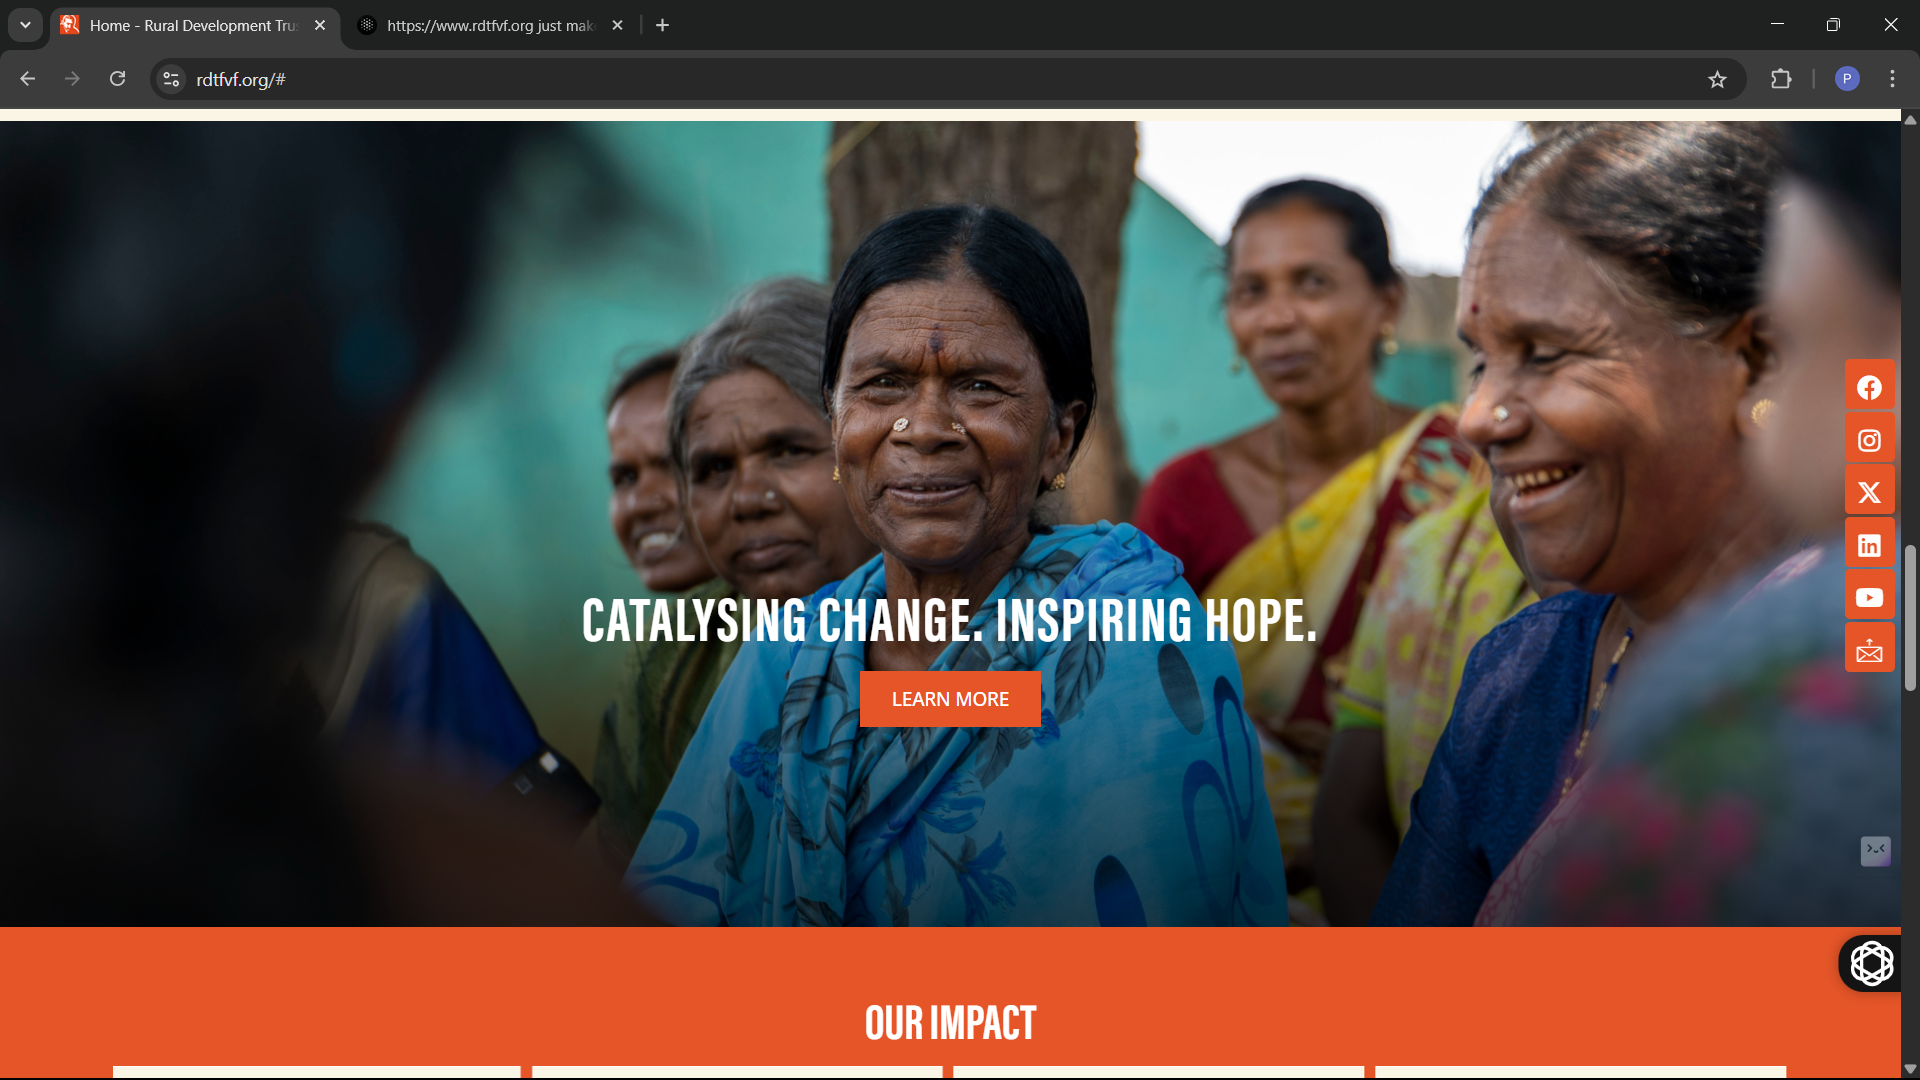 Home - Rural Development Tru
https://www.rdtfvf.org just mak
rdtfvf.org/#
P
CATALYSING CHANGE. INSPIRING HOPE.
LEARN MORE
OUR IMPACT